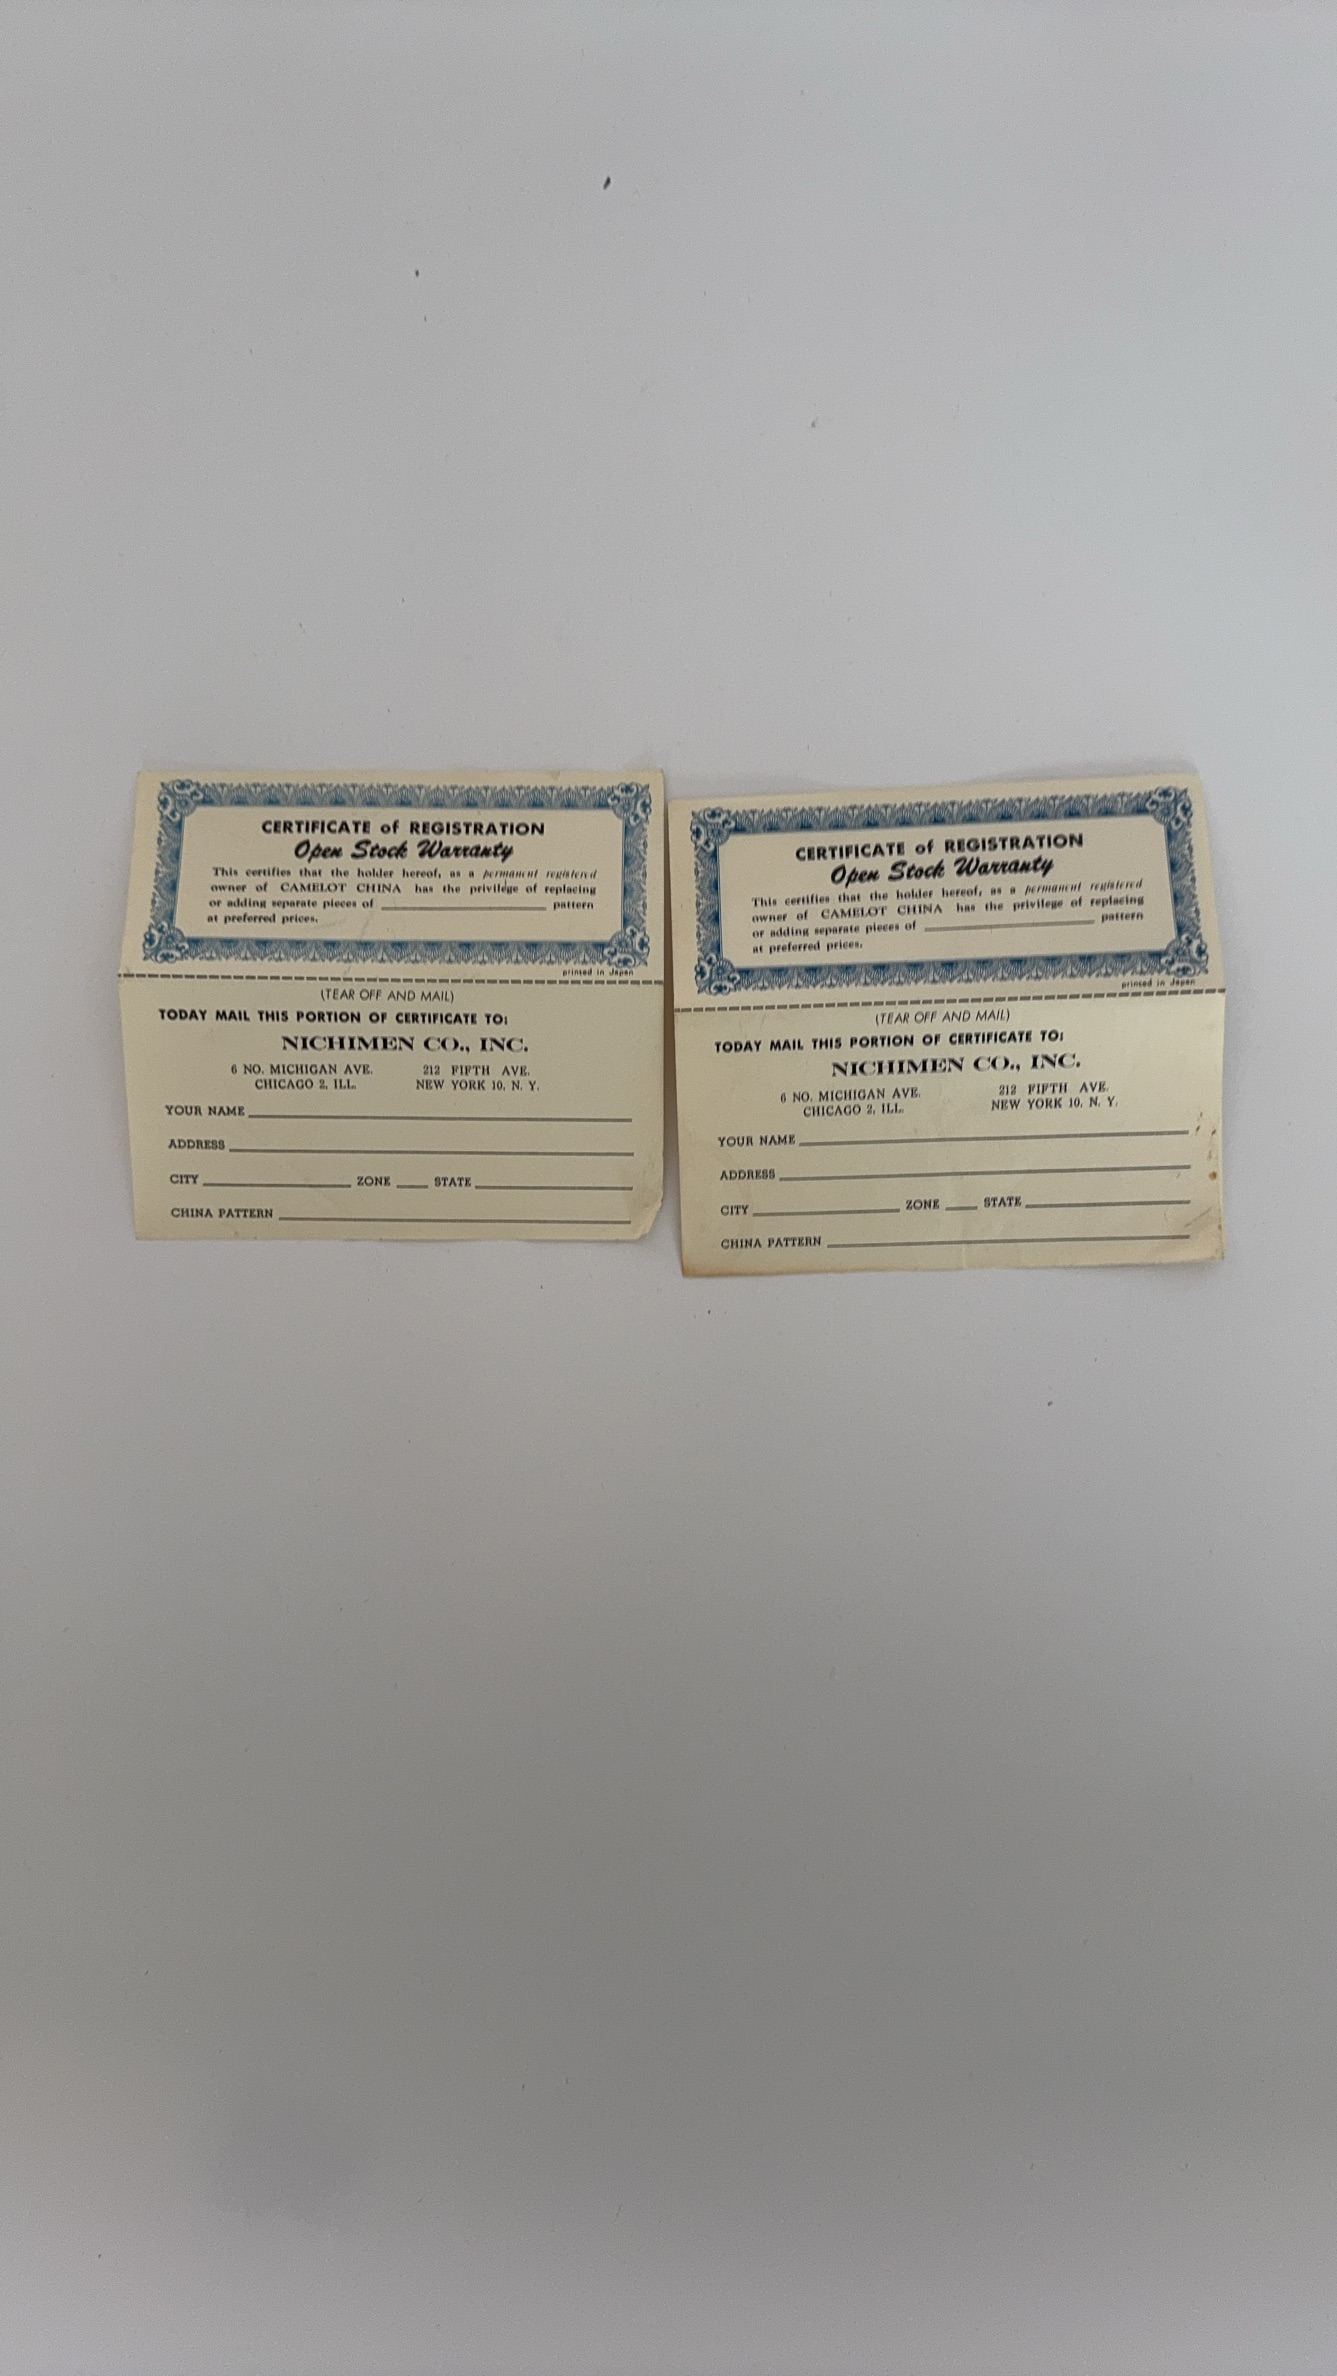 CERTIFICATE of REGISTRATION
Open Stock Warranty
This certifies that the holder hereof, as a permanent registered
owner of CAMELOT CHINA has the privilege of replacing
or adding separate pieces of ____ pattern
at preferred prices.
printed in Japan
(TEAR OFF AND MAIL)
TODAY MAIL THIS PORTION OF CERTIFICATE TO:
NICHIMEN CO., INC.
6 NO. MICHIGAN AVE. 212 FIFTH AVE.
CHICAGO 2, ILL. NEW YORK 10, N. Y.
YOUR NAME
ADDRESS
CITY ____ ZONE ____ STATE
CHINA PATTERN
CERTIFICATE of REGISTRATION
Open Stock Warranty
This certifies that the holder hereof, as a permanent registered
owner of CAMELOT CHINA has the privilege of replacing
or adding separate pieces of ____ pattern
at preferred prices.
printed in Japan
(TEAR OFF AND MAIL)
TODAY MAIL THIS PORTION OF CERTIFICATE TO:
NICHIMEN CO., INC.
6 NO. MICHIGAN AVE. 212 FIFTH AVE.
CHICAGO 2, ILL. NEW YORK 10, N. Y.
YOUR NAME
ADDRESS
CITY ____ ZONE ____ STATE
CHINA PATTERN